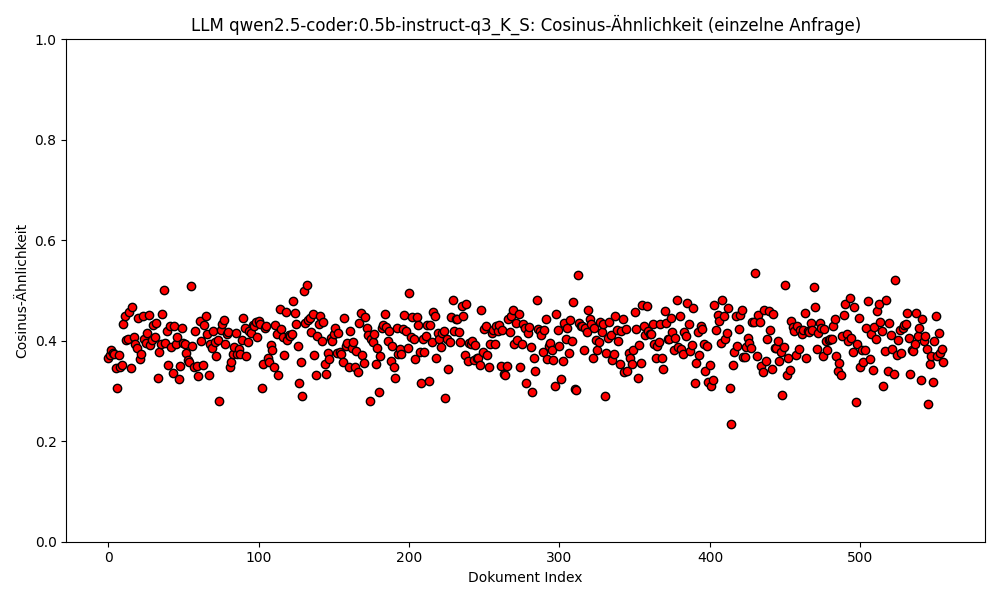 LLM qwen2.5-coder:0.5b-instruct-q3_K_S: Cosinus-Ähnlichkeit (einzelne Anfrage)
1.0
0.8
0.6
0.4
0.2
0.0
Cosinus-Ähnlichkeit
0 100 200 300 400 500
Dokument Index